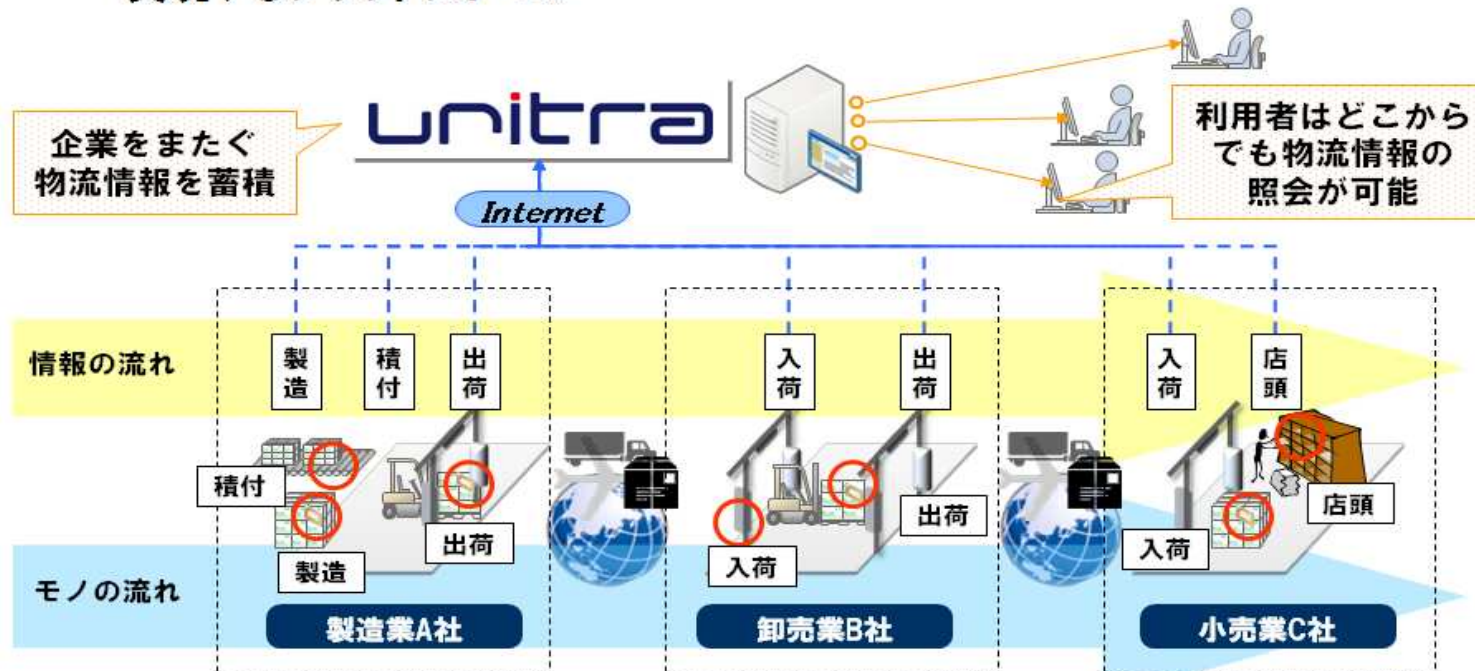 企業をまたぐ
物流情報を蓄積
unitra
Internet
利用者はどこから
でも物流情報の
照会が可能
情報の流れ
製造
積付
出荷
入荷
出荷
入荷
店頭
積付
製造
出荷
入荷
出荷
入荷
店頭
モノの流れ
製造業A社
卸売業B社
小売業C社